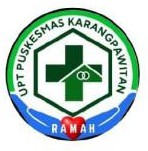 UPT PUSKESMAS KARANGPAWITAN
RAMAH